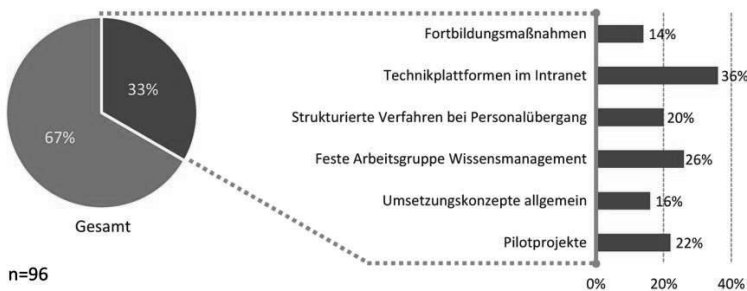 33%
67%
Gesamt
n=96
Fortbildungsmaßnahmen 14%
Technikplattformen im Intranet 36%
Strukturierte Verfahren bei Personalübergang 20%
Feste Arbeitsgruppe Wissensmanagement 26%
Umsetzungskonzepte allgemein 16%
Pilotprojekte 22%
0% 20% 40%